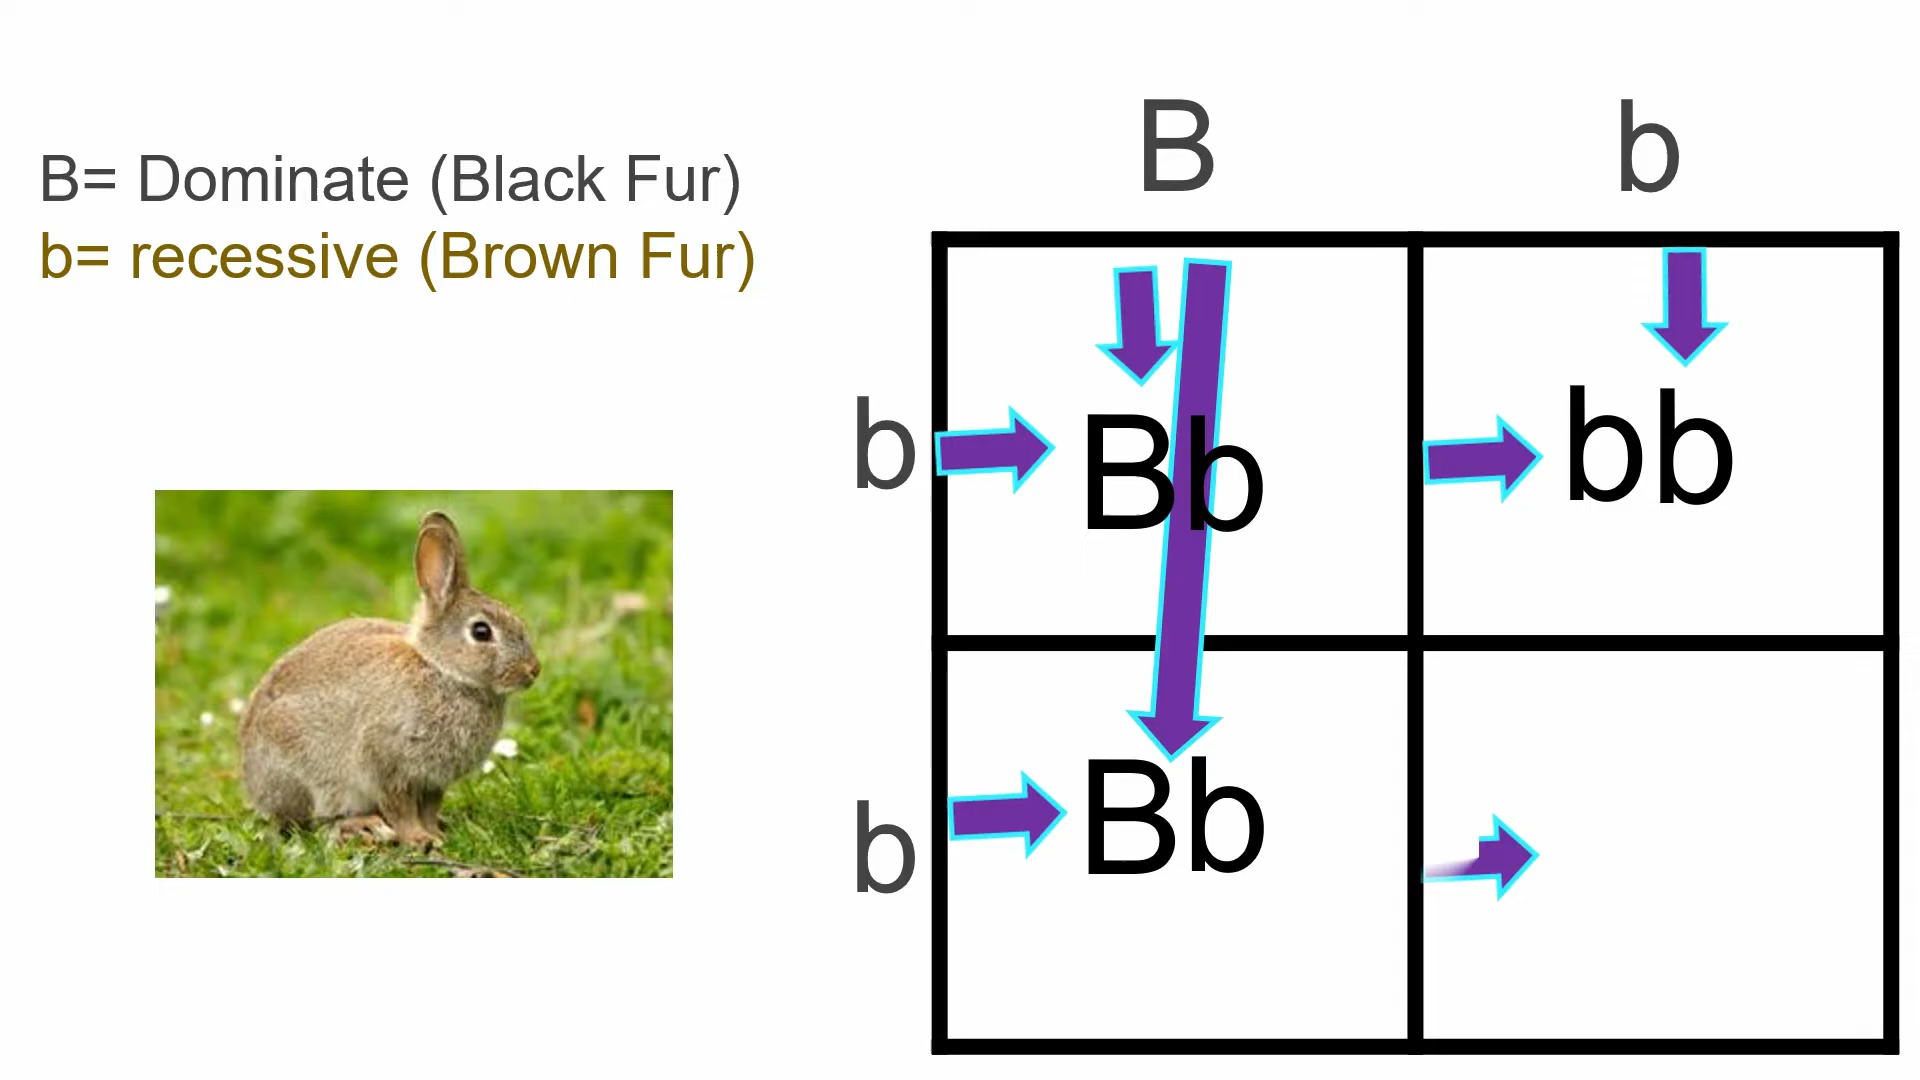 B= Dominate (Black Fur)
b= recessive (Brown Fur)
B b
b Bb bb
b Bb